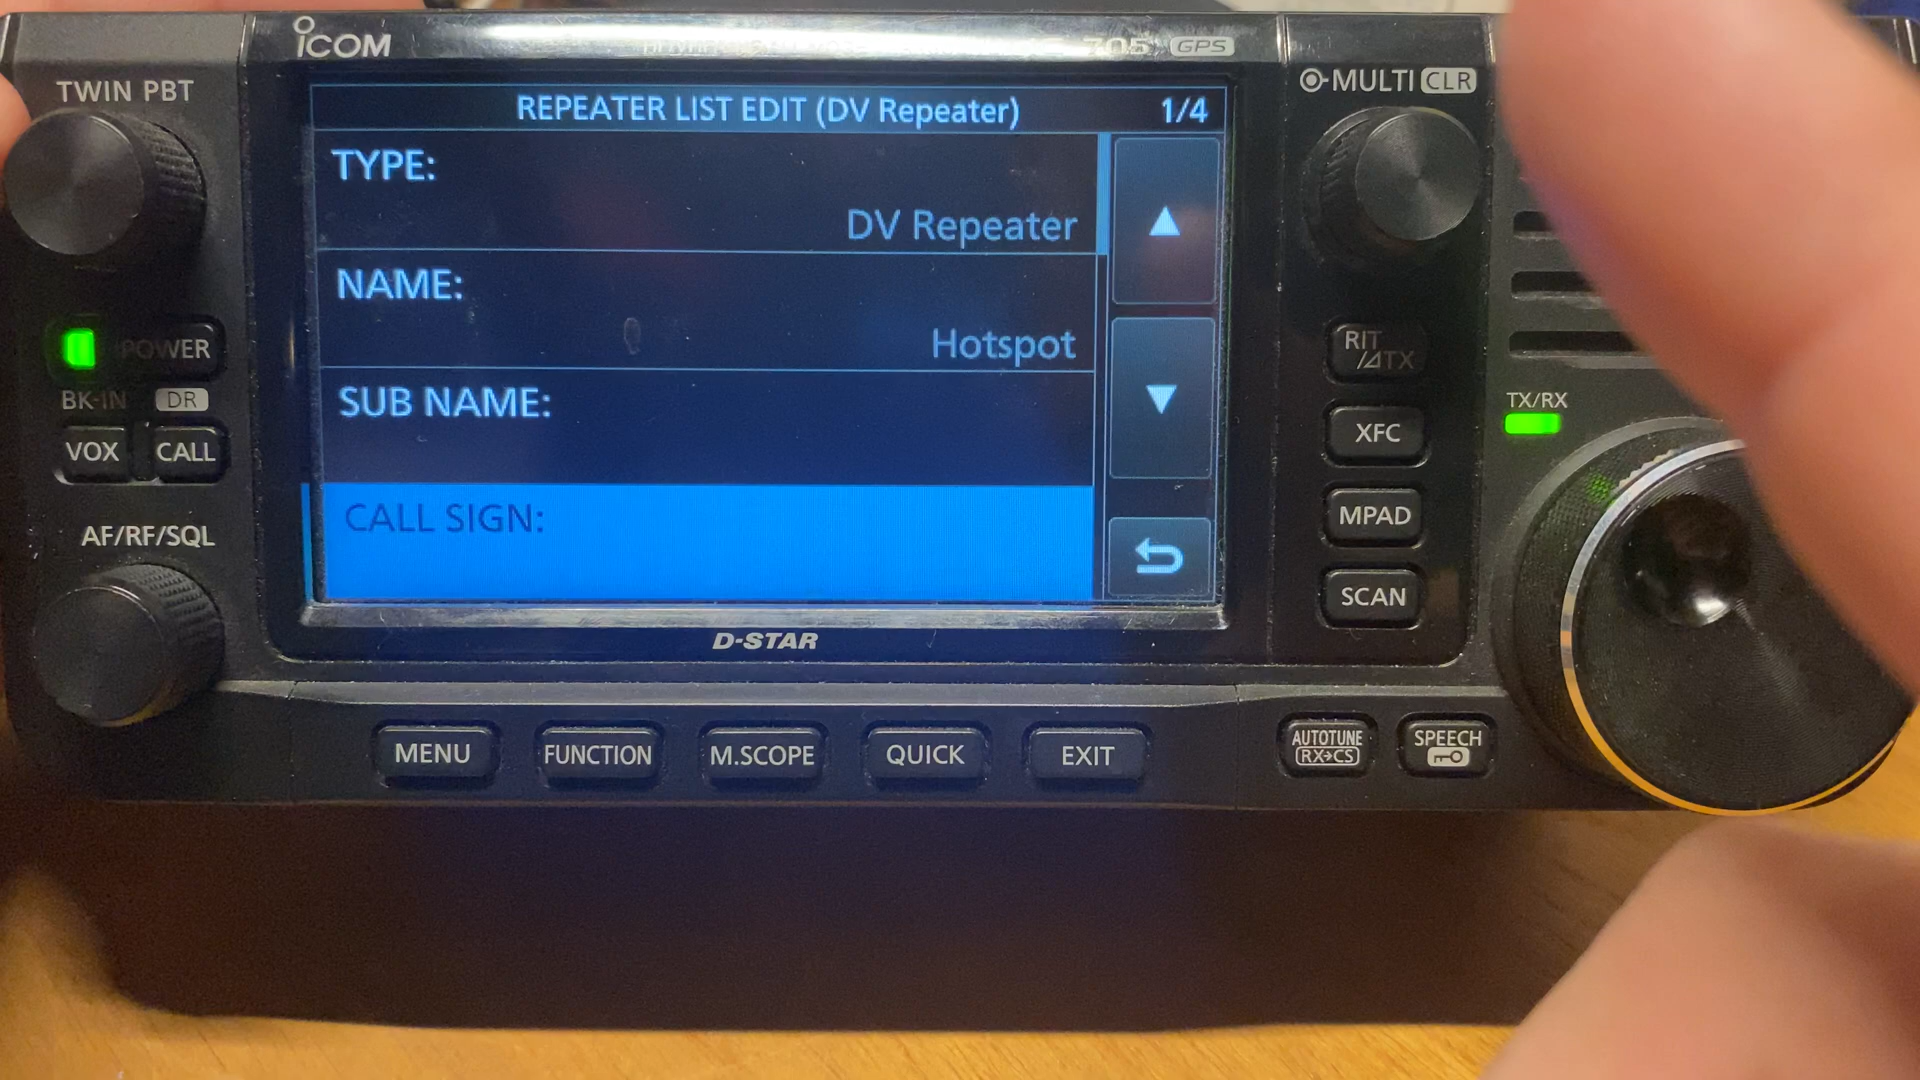 ICOM
705 GPS
TWIN PBT
MULTI CLR
REPEATER LIST EDIT (DV Repeater) 1/4
TYPE:
DV Repeater
NAME:
Hotspot
SUB NAME:
CALL SIGN:
POWER
BK-IN DR
VOX CALL
AF/RF/SQL
RIT
/⊿TX
XFC
MPAD
SCAN
TX/RX
D-STAR
MENU FUNCTION M.SCOPE QUICK EXIT
AUTOTUNE
RX→CS
SPEECH